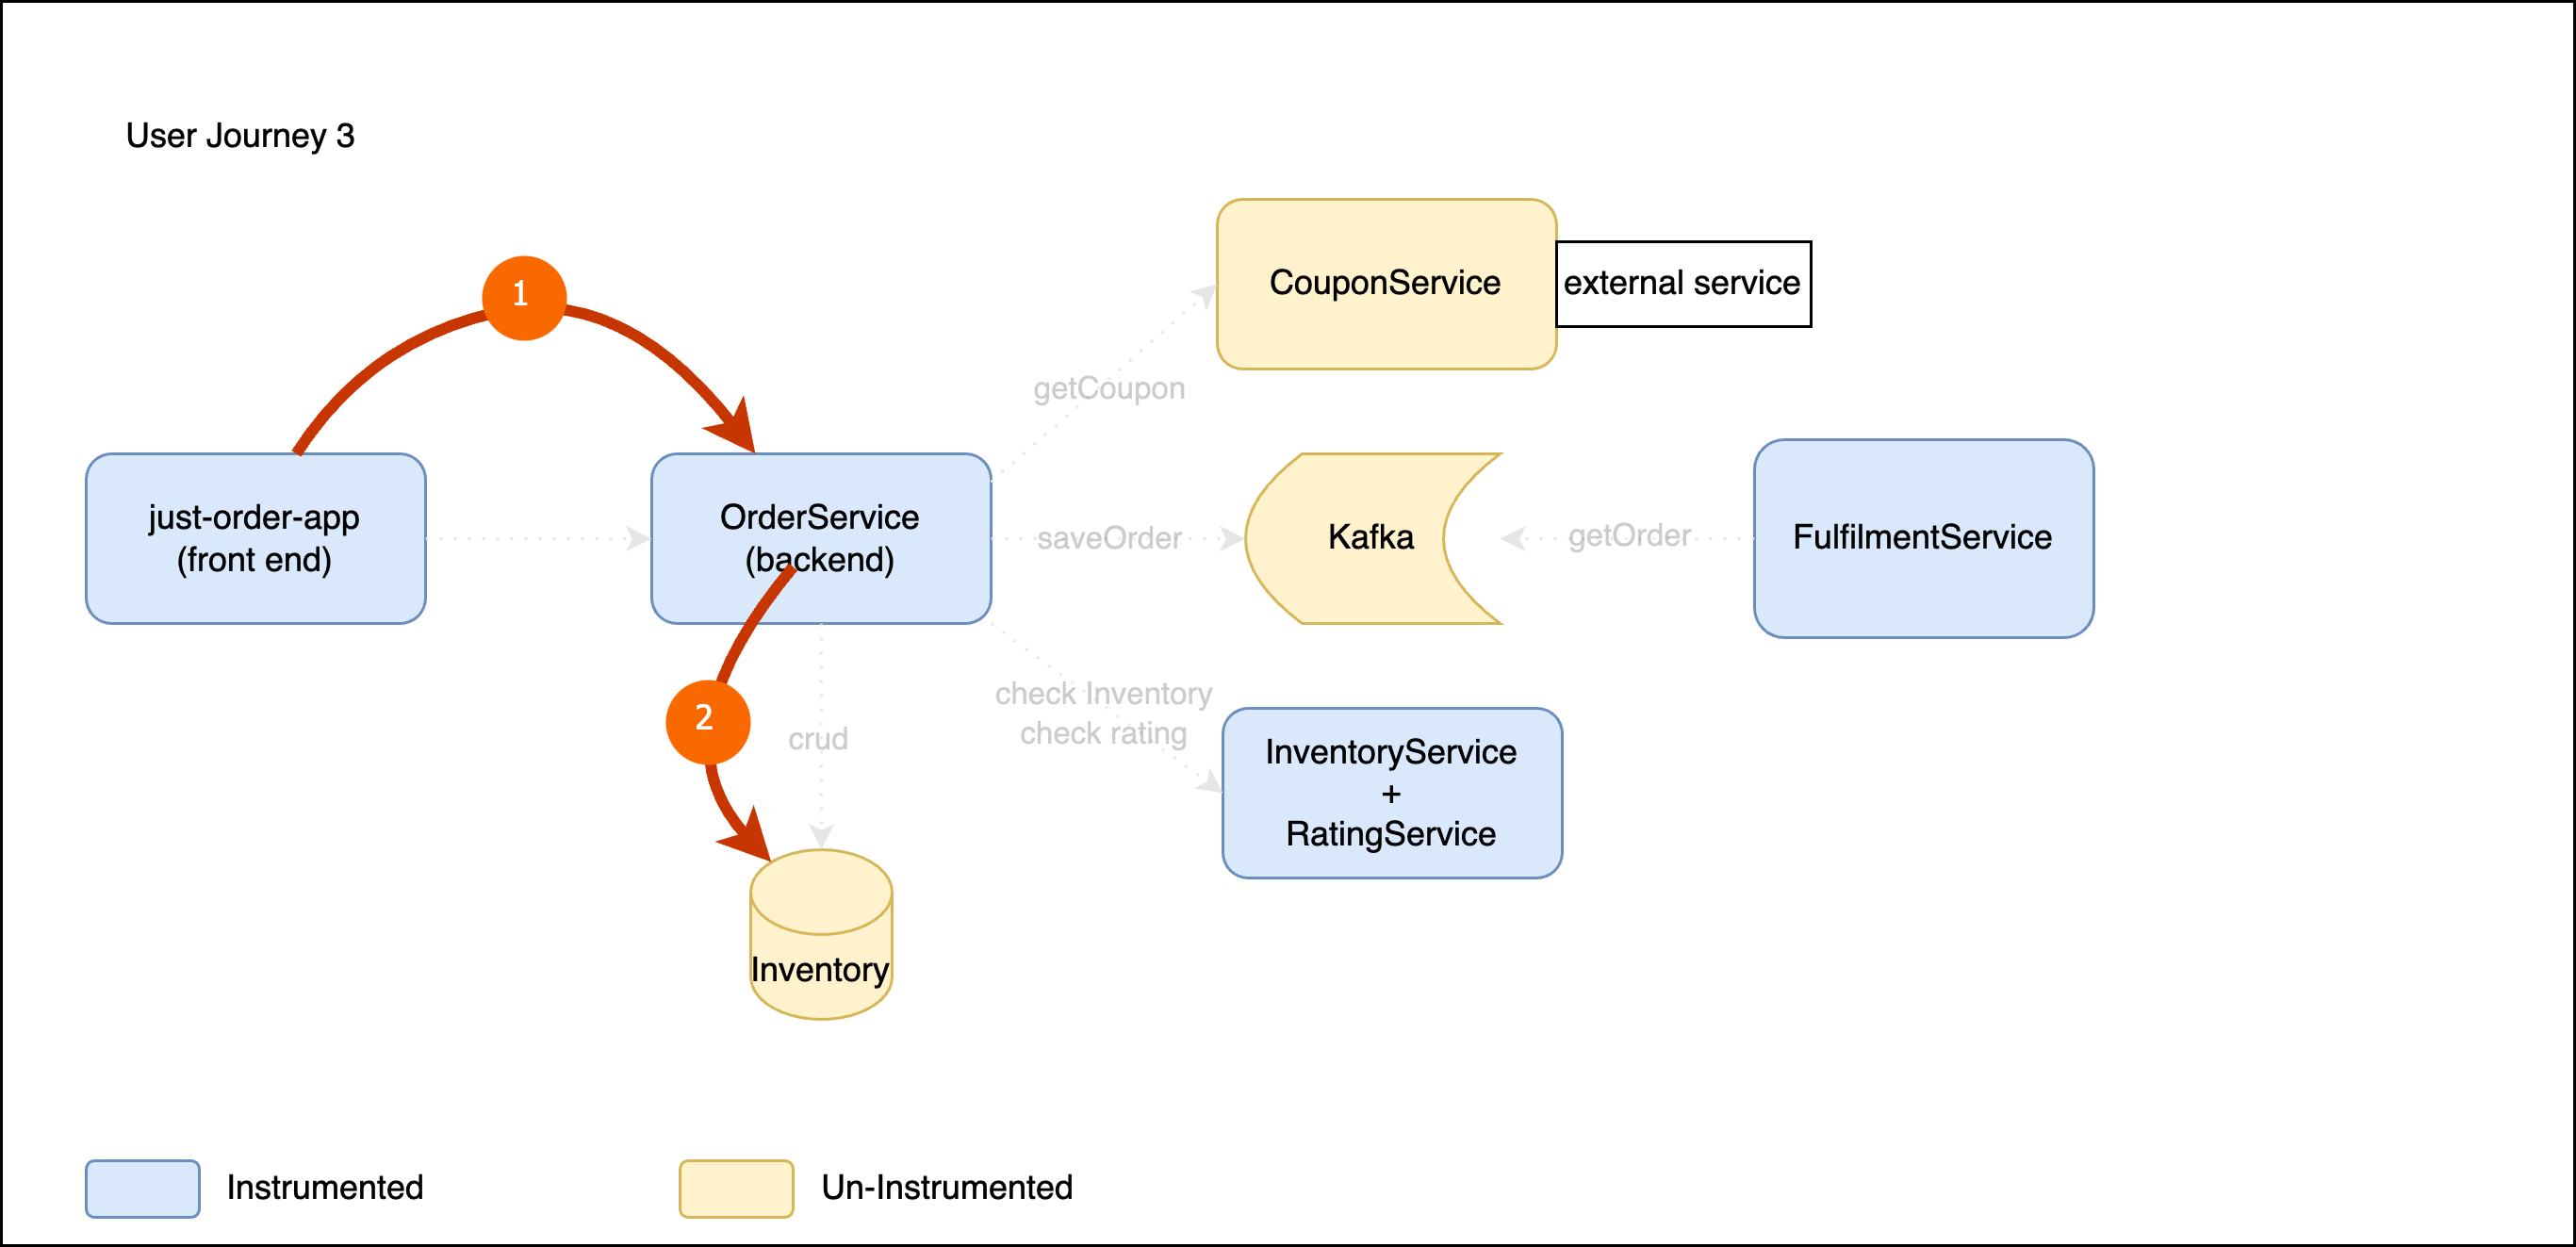 User Journey 3
1
CouponService
external service
getCoupon
just-order-app
(front end)
OrderService
(backend)
saveOrder
Kafka
getOrder
FulfilmentService
2
crud
check Inventory
check rating
InventoryService
+
RatingService
Inventory
Instrumented
Un-Instrumented